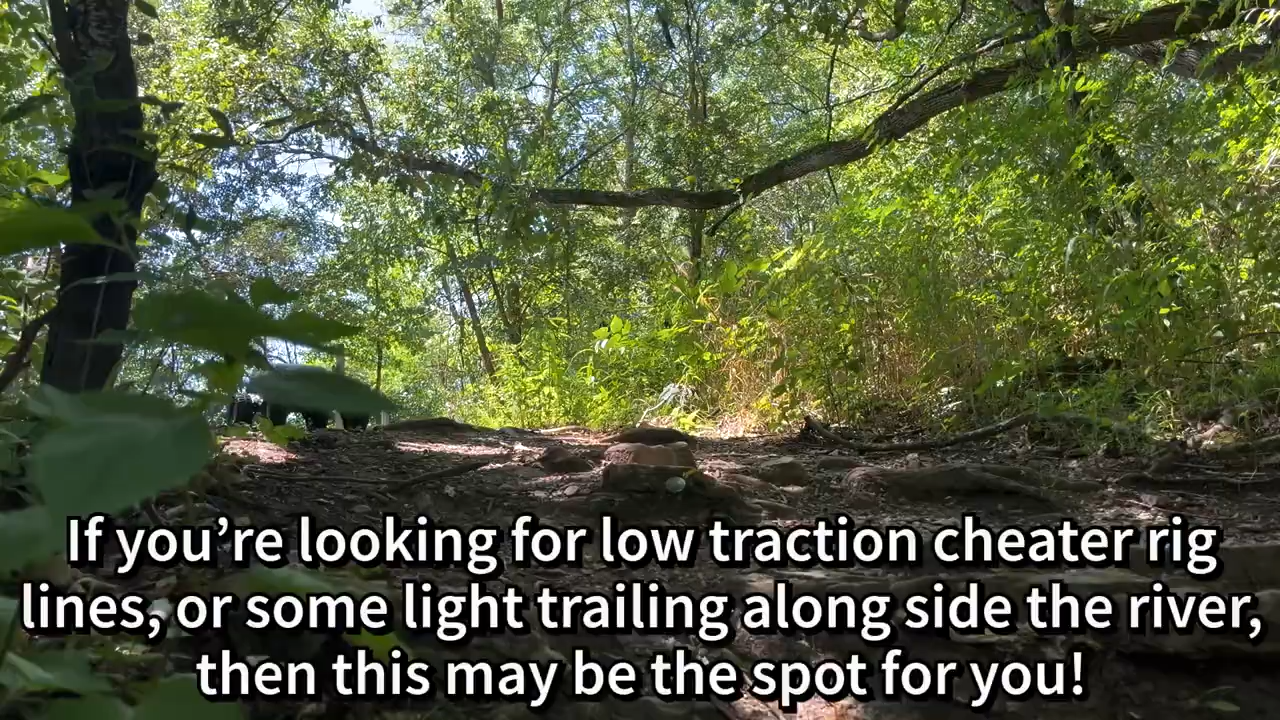 If you’re looking for low traction cheater rig
lines, or some light trailing along side the river,
then this may be the spot for you!